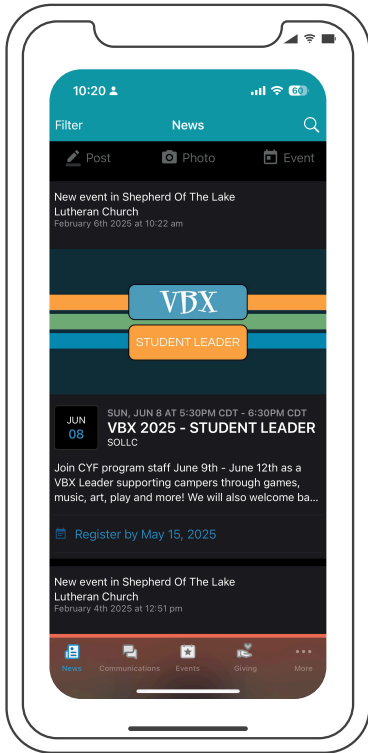 10:20
60
Filter
News
Post
Photo
Event
New event in Shepherd Of The Lake
Lutheran Church
February 6th 2025 at 10:22 am
VBX
STUDENT LEADER
JUN
08
SUN, JUN 8 AT 5:30PM CDT - 6:30PM CDT
VBX 2025 - STUDENT LEADER
SOLLC
Join CYF program staff June 9th - June 12th as a
VBX Leader supporting campers through games,
music, art, play and more! We will also welcome ba...
Register by May 15, 2025
New event in Shepherd Of The Lake
Lutheran Church
February 4th 2025 at 12:51 pm
News
Communications
Events
Giving
More